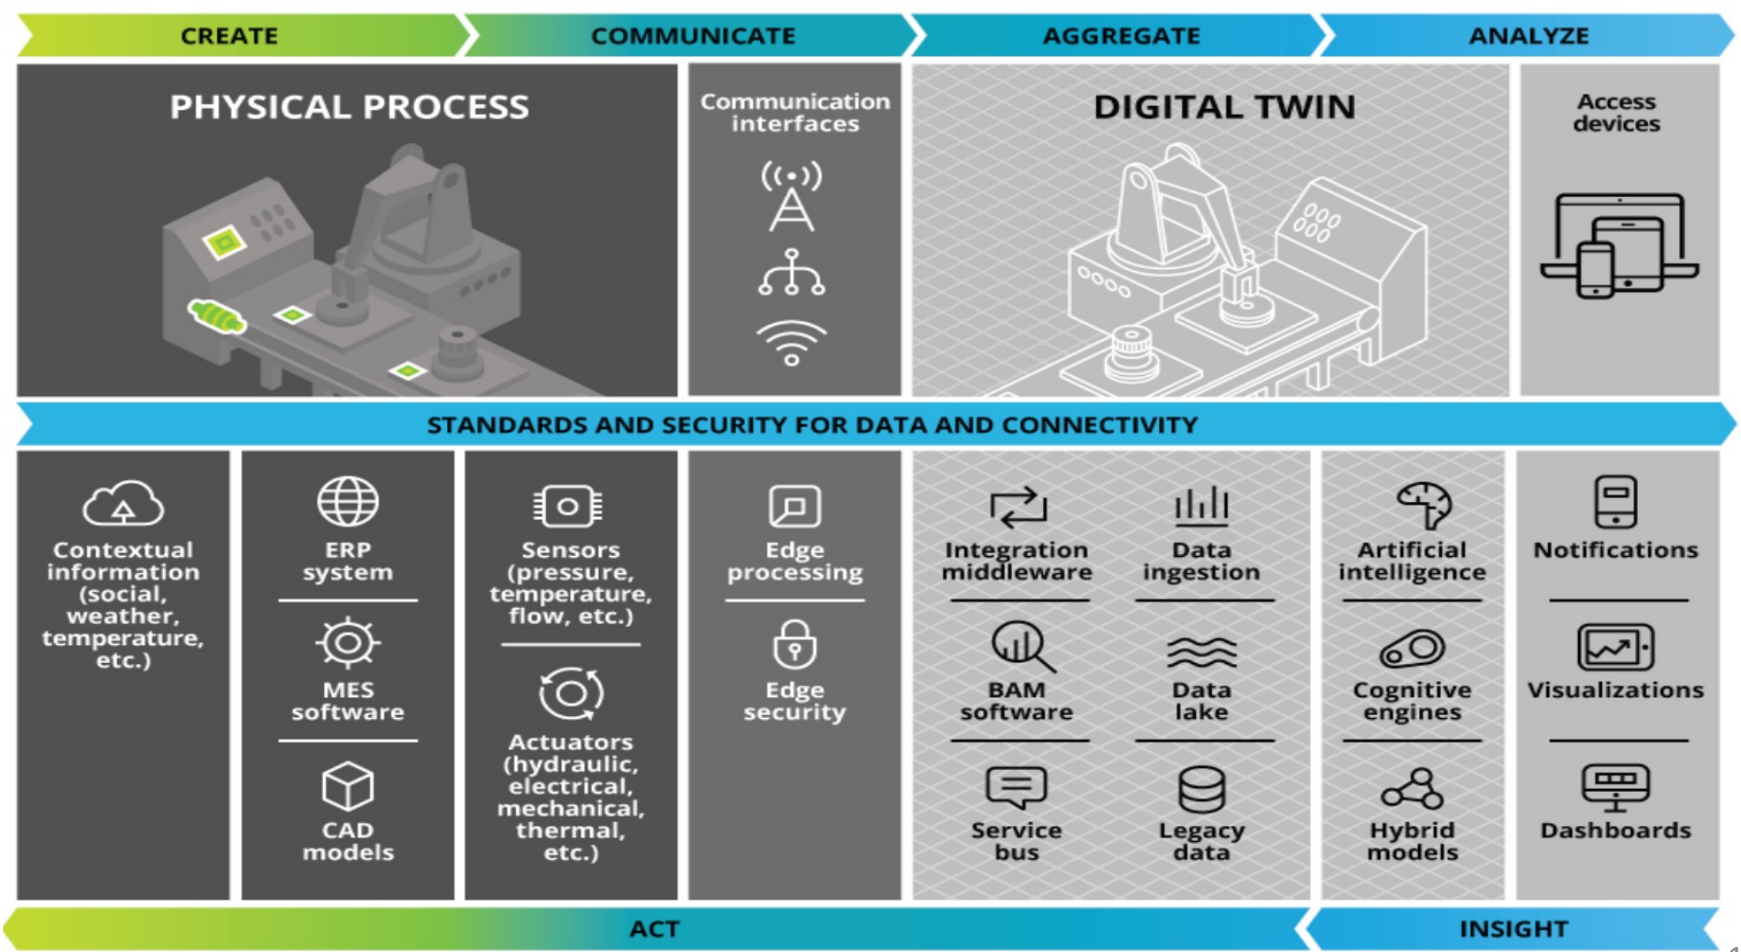 CREATE
COMMUNICATE
AGGREGATE
ANALYZE
PHYSICAL PROCESS
Communication
interfaces
DIGITAL TWIN
Access
devices
STANDARDS AND SECURITY FOR DATA AND CONNECTIVITY
Contextual
information
(social,
weather,
temperature,
etc.)
ERP
system
MES
software
CAD
models
Sensors
(pressure,
temperature,
flow, etc.)
Actuators
(hydraulic,
electrical,
mechanical,
thermal,
etc.)
Edge
processing
Edge
security
Integration
middleware
BAM
software
Service
bus
Data
ingestion
Data
lake
Legacy
data
Artificial
intelligence
Cognitive
engines
Hybrid
models
Notifications
Visualizations
Dashboards
ACT
INSIGHT